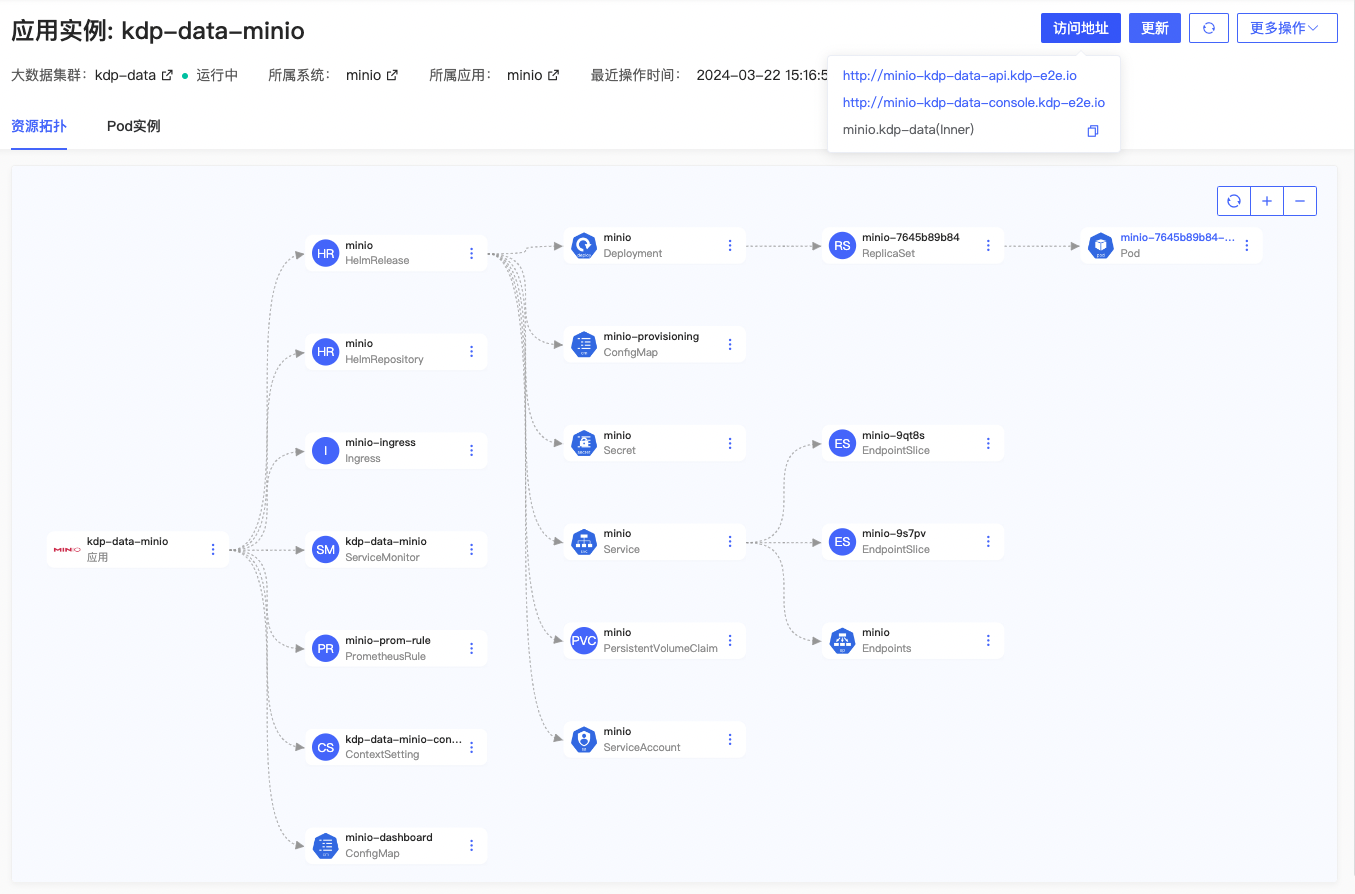 应用实例: kdp-data-minio
访问地址
更新
更多操作
大数据集群: kdp-data 运行中 所属系统: minio 所属应用: minio 最近操作时间: 2024-03-22 15:16:5
http://minio-kdp-data-api.kdp-e2e.io
http://minio-kdp-data-console.kdp-e2e.io
minio.kdp-data(Inner)
资源拓扑 Pod实例
MINIO
kdp-data-minio
应用
HR
minio
HelmRelease
HR
minio
HelmRepository
I
minio-ingress
Ingress
SM
kdp-data-minio
ServiceMonitor
PR
minio-prom-rule
PrometheusRule
CS
kdp-data-minio-con...
ContextSetting
minio-dashboard
ConfigMap
deploy
minio
Deployment
cm
minio-provisioning
ConfigMap
secret
minio
Secret
svc
minio
Service
PVC
minio
PersistentVolumeClaim
minio
ServiceAccount
RS
minio-7645b89b84
ReplicaSet
ES
minio-9qt8s
EndpointSlice
ES
minio-9s7pv
EndpointSlice
minio
Endpoints
pod
minio-7645b89b84-...
Pod